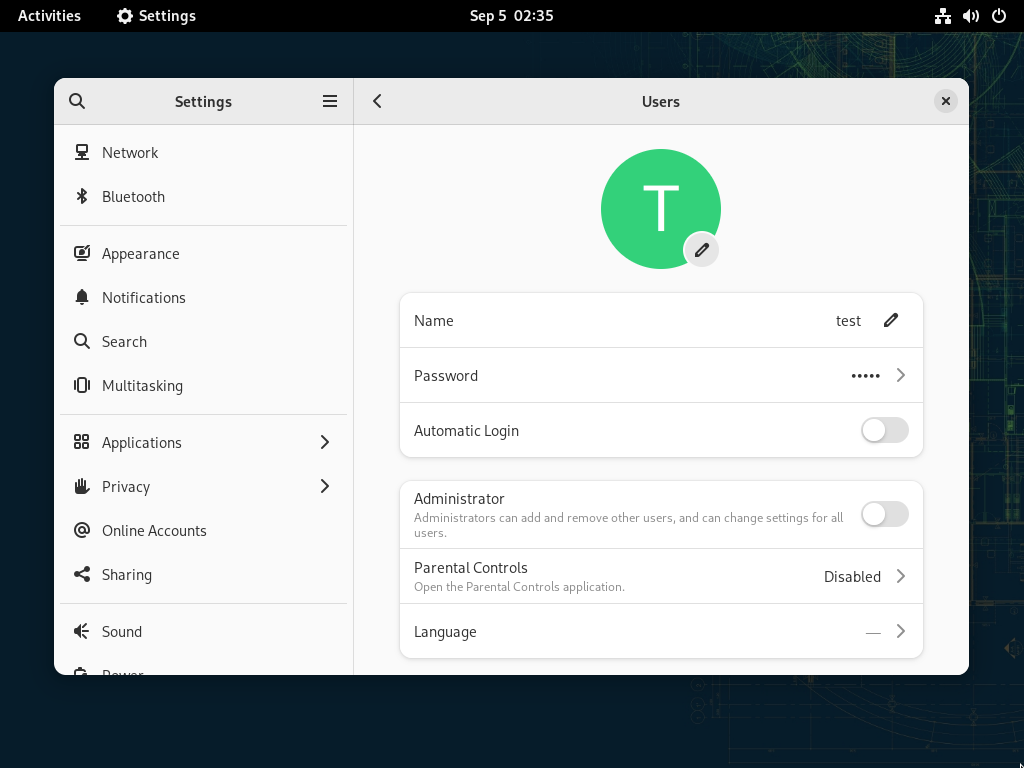 Activities
Settings
Sep 5 02:35
Settings
Users
Network
Bluetooth
Appearance
Notifications
Search
Multitasking
Applications
Privacy
Online Accounts
Sharing
Sound
Power
T
Name
test
Password
•••••
Automatic Login
Administrator
Administrators can add and remove other users, and can change settings for all
users.
Parental Controls
Open the Parental Controls application.
Disabled
Language
—